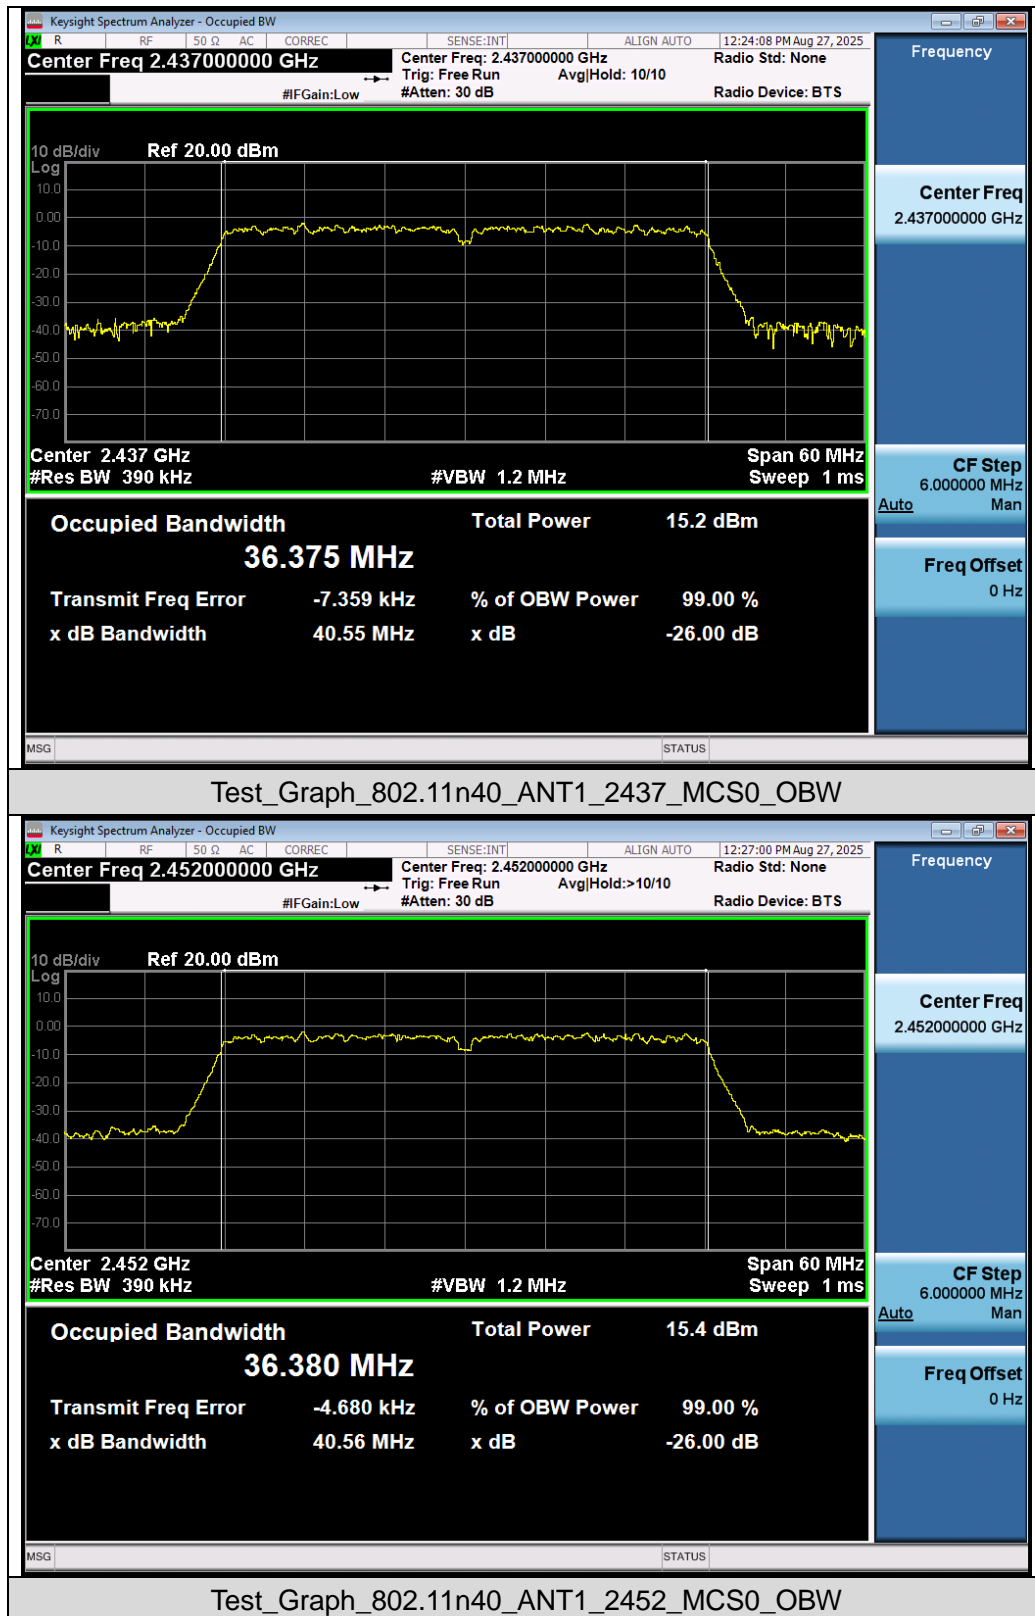 Keysight Spectrum Analyzer - Occupied BW
LXI R RF 50 Ω AC CORREC SENSE:INT ALIGN AUTO 12:24:08 PM Aug 27, 2025
Center Freq 2.437000000 GHz
Center Freq: 2.437000000 GHz
Radio Std: None
Trig: Free Run Avg|Hold: 10/10
#IFGain:Low
#Atten: 30 dB
Radio Device: BTS
10 dB/div Ref 20.00 dBm
Log
10.0
0.00
-10.0
-20.0
-30.0
-40.0
-50.0
-60.0
-70.0
Center 2.437 GHz Span 60 MHz
#Res BW 390 kHz #VBW 1.2 MHz Sweep 1 ms
Occupied Bandwidth Total Power 15.2 dBm
36.375 MHz
Transmit Freq Error -7.359 kHz % of OBW Power 99.00 %
x dB Bandwidth 40.55 MHz x dB -26.00 dB
Frequency
Center Freq
2.437000000 GHz
CF Step
6.000000 MHz
Auto Man
Freq Offset
0 Hz
MSG STATUS
Test_Graph_802.11n40_ANT1_2437_MCS0_OBW
Keysight Spectrum Analyzer - Occupied BW
LXI R RF 50 Ω AC CORREC SENSE:INT ALIGN AUTO 12:27:00 PM Aug 27, 2025
Center Freq 2.452000000 GHz
Center Freq: 2.452000000 GHz
Radio Std: None
Trig: Free Run Avg|Hold:>10/10
#IFGain:Low
#Atten: 30 dB
Radio Device: BTS
10 dB/div Ref 20.00 dBm
Log
10.0
0.00
-10.0
-20.0
-30.0
-40.0
-50.0
-60.0
-70.0
Center 2.452 GHz Span 60 MHz
#Res BW 390 kHz #VBW 1.2 MHz Sweep 1 ms
Occupied Bandwidth Total Power 15.4 dBm
36.380 MHz
Transmit Freq Error -4.680 kHz % of OBW Power 99.00 %
x dB Bandwidth 40.56 MHz x dB -26.00 dB
Frequency
Center Freq
2.452000000 GHz
CF Step
6.000000 MHz
Auto Man
Freq Offset
0 Hz
MSG STATUS
Test_Graph_802.11n40_ANT1_2452_MCS0_OBW